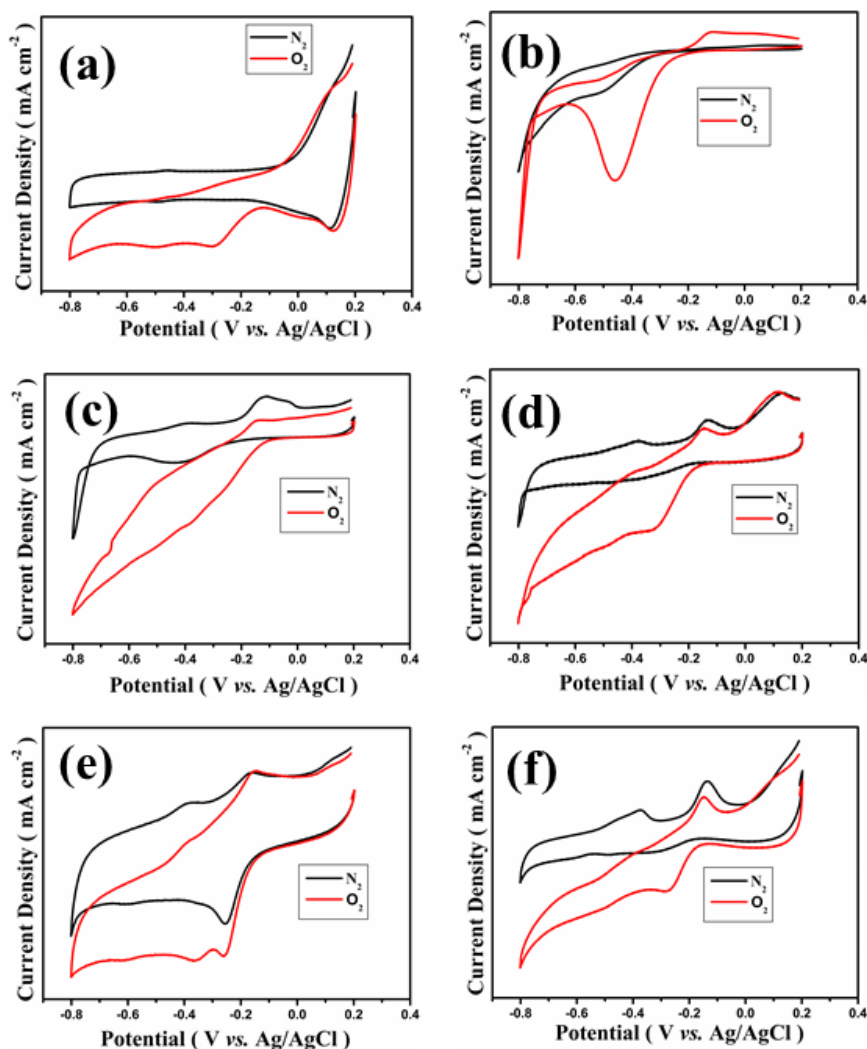 (a)
N₂
O₂
Current Density ( mA cm⁻²)
-0.8 -0.6 -0.4 -0.2 0.0 0.2 0.4
Potential ( V vs. Ag/AgCl )
(b)
N₂
O₂
Current Density ( mA cm⁻²)
-0.8 -0.6 -0.4 -0.2 0.0 0.2 0.4
Potential ( V vs. Ag/AgCl )
(c)
N₂
O₂
Current Density ( mA cm⁻²)
-0.8 -0.6 -0.4 -0.2 0.0 0.2 0.4
Potential ( V vs. Ag/AgCl )
(d)
N₂
O₂
Current Density ( mA cm⁻²)
-0.8 -0.6 -0.4 -0.2 0.0 0.2 0.4
Potential ( V vs. Ag/AgCl )
(e)
N₂
O₂
Current Density ( mA cm⁻²)
-0.8 -0.6 -0.4 -0.2 0.0 0.2 0.4
Potential ( V vs. Ag/AgCl )
(f)
N₂
O₂
Current Density ( mA cm⁻²)
-0.8 -0.6 -0.4 -0.2 0.0 0.2 0.4
Potential ( V vs. Ag/AgCl )